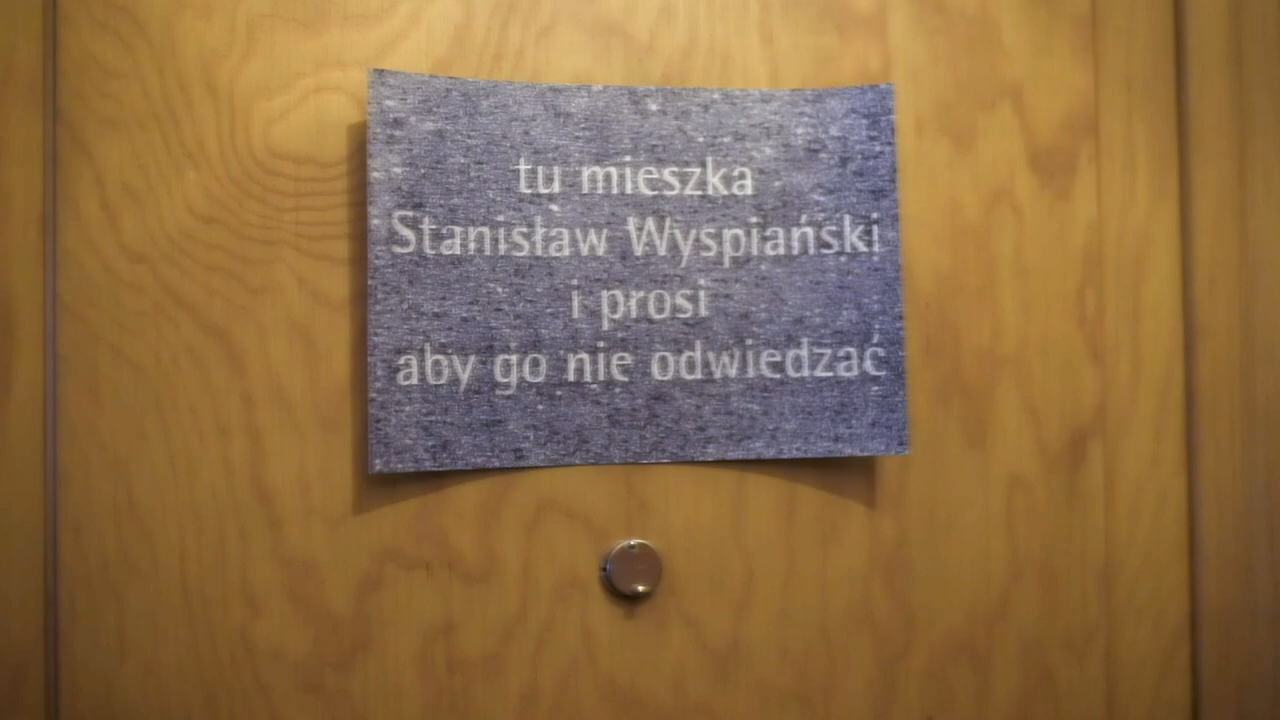 tu mieszka
Stanisław Wyspiański
i prosi
aby go nie odwiedzać